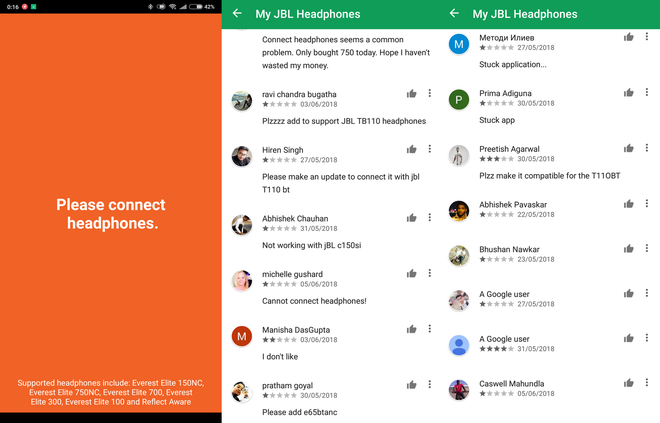 0:16
42%
Please connect
headphones.
Supported headphones include: Everest Elite 150NC,
Everest Elite 750NC, Everest Elite 700, Everest
Elite 300, Everest Elite 100 and Reflect Aware
My JBL Headphones
Connect headphones seems a common
problem. Only bought 750 today. Hope I haven't
wasted my money.
ravi chandra bugatha
03/06/2018
Plzzzz add to support JBL TB110 headphones
Hiren Singh
27/05/2018
Please make an update to connect it with jbl
T110 bt
Abhishek Chauhan
31/05/2018
Not working with jBL c150si
michelle gushard
05/06/2018
Cannot connect headphones!
M
Manisha DasGupta
03/06/2018
I don't like
pratham goyal
30/05/2018
Please add e65btanc
My JBL Headphones
М
Методи Илиев
27/05/2018
Stuck application...
P
Prima Adiguna
30/05/2018
Stuck app
Preetish Agarwal
30/05/2018
Plzz make it compatible for the T11OBT
Abhishek Pavaskar
22/05/2018
Bhushan Nawkar
23/05/2018
A Google user
27/05/2018
A Google user
31/05/2018
Caswell Mahundla
05/06/2018